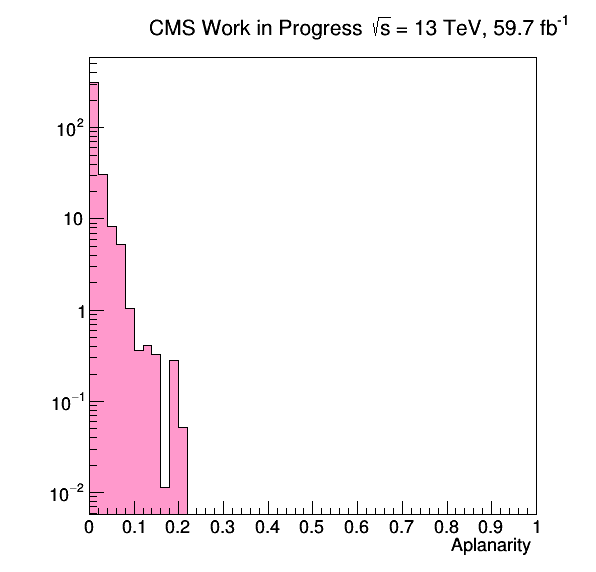 CMS Work in Progress √s = 13 TeV, 59.7 fb⁻¹
10²
10
1
10⁻¹
10⁻²
0 0.1 0.2 0.3 0.4 0.5 0.6 0.7 0.8 0.9 1
Aplanarity